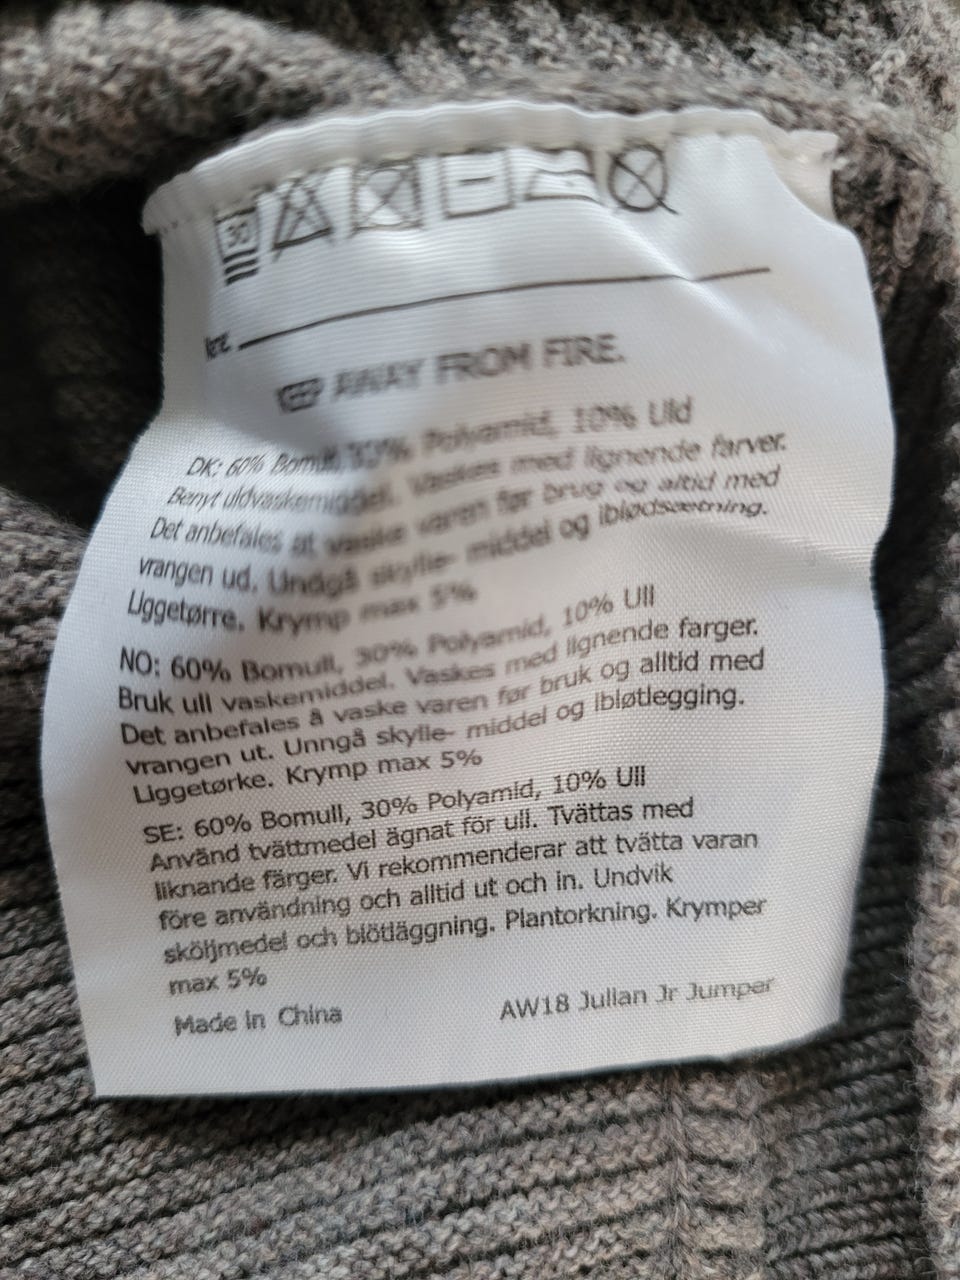 30
KEEP AWAY FROM FIRE.
DK: 60% Bomuld, 30% Polyamid, 10% Uld
Benyt uldvaskemiddel. Vaskes med lignende farver.
Det anbefales at vaske varen før brug og altid med
vrangen ud. Undgå skylle- middel og iblødsætning.
Liggetørre. Krymp max 5%
NO: 60% Bomull, 30% Polyamid, 10% Ull
Bruk ull vaskemiddel. Vaskes med lignende farger.
Det anbefales å vaske varen før bruk og alltid med
vrangen ut. Unngå skylle- middel og ibløtlegging.
Liggetørke. Krymp max 5%
SE: 60% Bomull, 30% Polyamid, 10% Ull
Använd tvättmedel ägnat för ull. Tvättas med
liknande färger. Vi rekommenderar att tvätta varan
före användning och alltid ut och in. Undvik
sköljmedel och blötläggning. Plantorkning. Krymper
max 5%
Made in China
AW18 Julian Jr Jumper